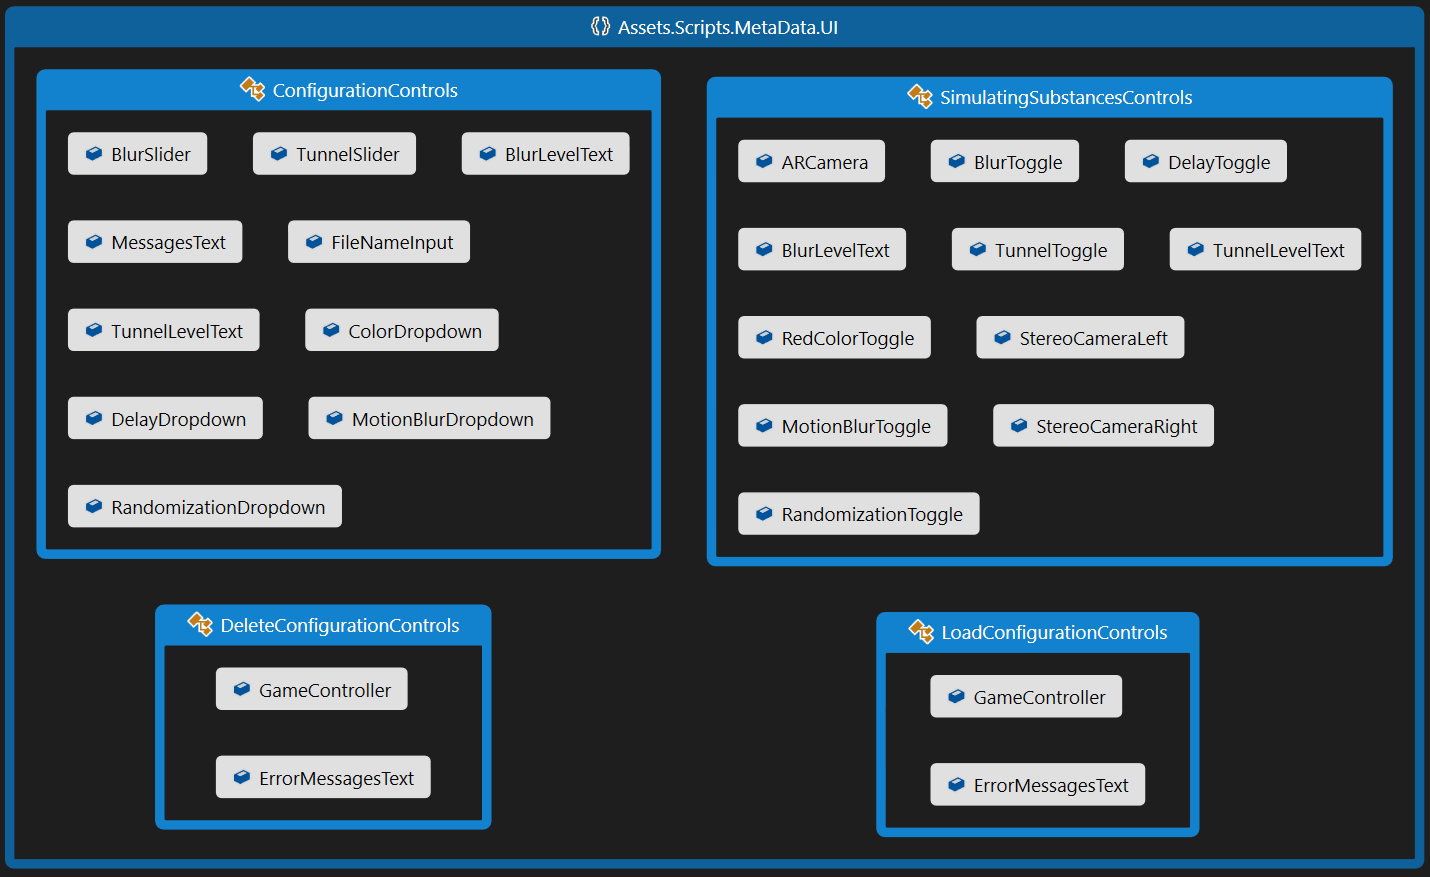 Assets.Scripts.MetaData.UI
ConfigurationControls
BlurSlider
TunnelSlider
BlurLevelText
MessagesText
FileNameInput
TunnelLevelText
ColorDropdown
DelayDropdown
MotionBlurDropdown
RandomizationDropdown
SimulatingSubstancesControls
ARCamera
BlurToggle
DelayToggle
BlurLevelText
TunnelToggle
TunnelLevelText
RedColorToggle
StereoCameraLeft
MotionBlurToggle
StereoCameraRight
RandomizationToggle
DeleteConfigurationControls
GameController
ErrorMessagesText
LoadConfigurationControls
GameController
ErrorMessagesText